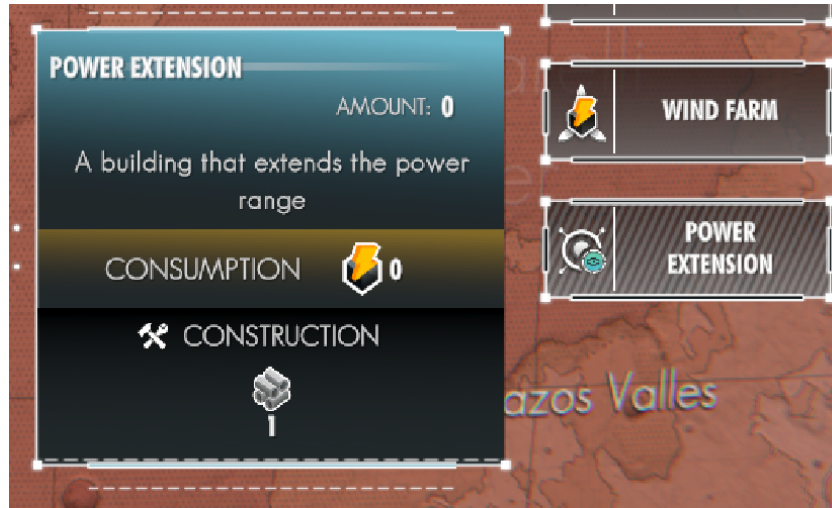 POWER EXTENSION
AMOUNT: 0
A building that extends the power
range
CONSUMPTION 0
CONSTRUCTION
1
WIND FARM
POWER
EXTENSION
azos Valles